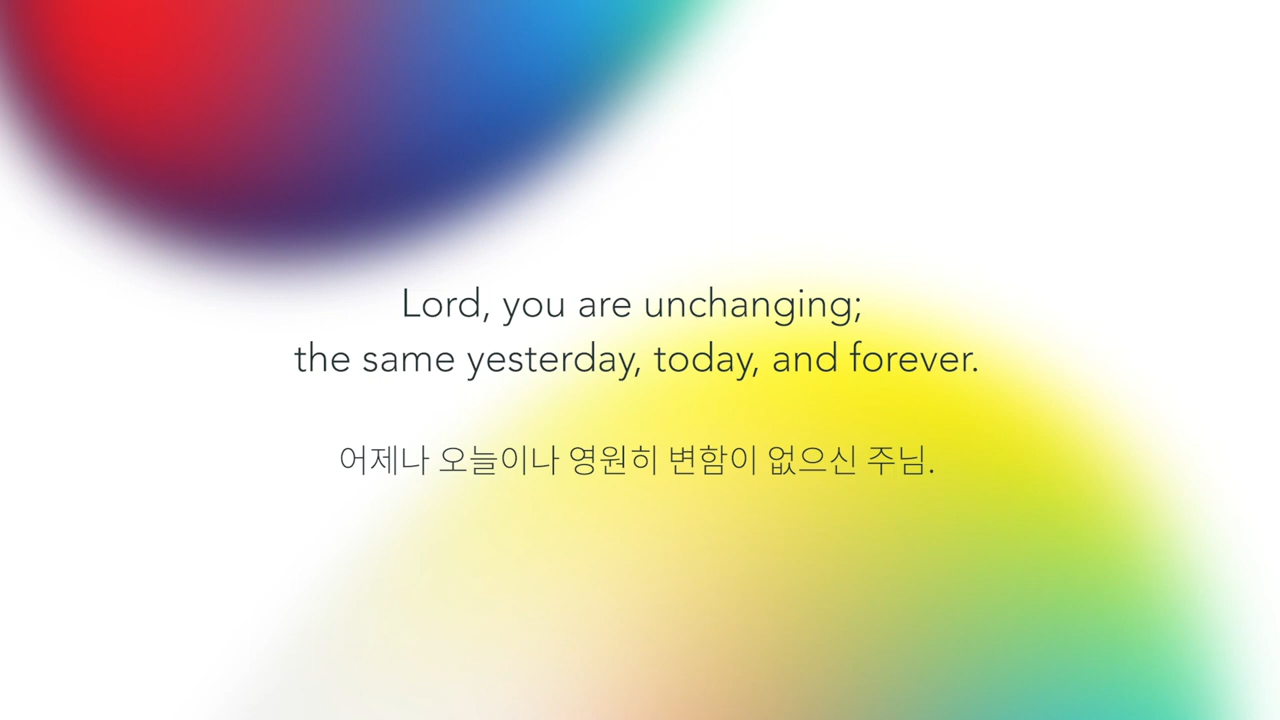 Lord, you are unchanging;
the same yesterday, today, and forever.
어제나 오늘이나 영원히 변함이 없으신 주님.